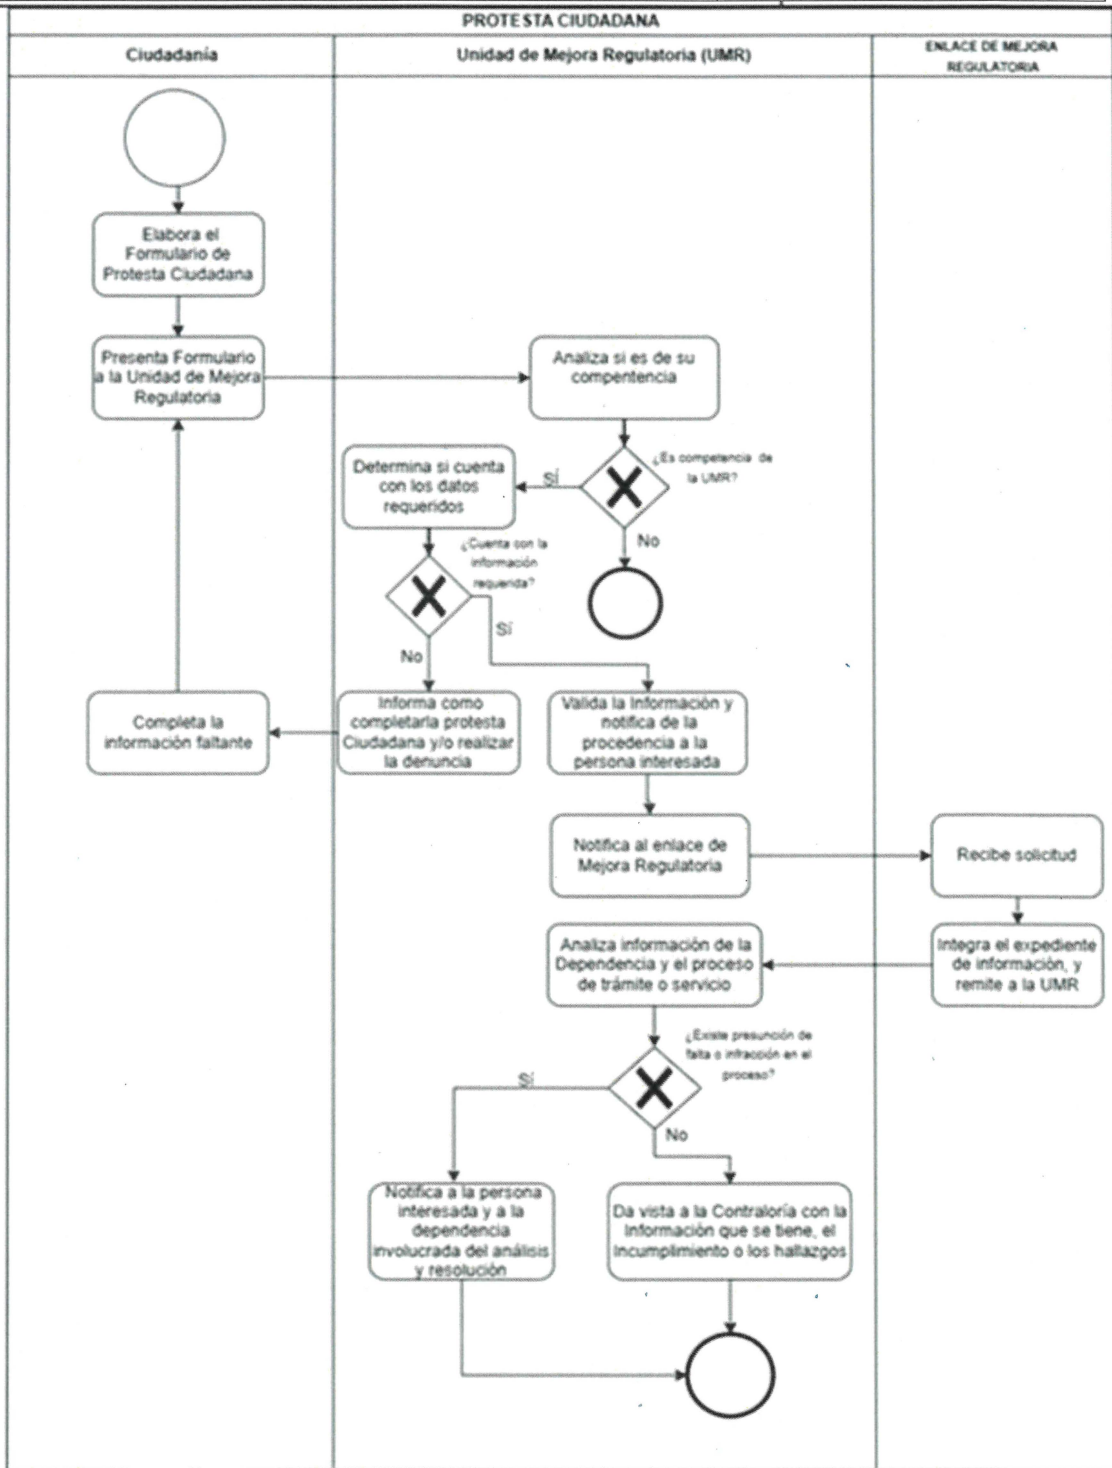 PROTESTA CIUDADANA
Ciudadanía
Unidad de Mejora Regulatoria (UMR)
ENLACE DE MEJORA
REGULATORIA
Elabora el
Formulario de
Protesta Ciudadana
Presenta Formulario
a la Unidad de Mejora
Regulatoria
Analiza si es de su
compentencia
¿Es competencia de
la UMR?
Sí
No
Determina si cuenta
con los datos
requeridos
¿Cuenta con la
información
requerida?
Sí
No
Completa la
información faltante
Informa como
completarla protesta
Ciudadana y/o realizar
la denuncia
Valida la Información y
notifica de la
procedencia a la
persona interesada
Notifica al enlace de
Mejora Regulatoria
Recibe solicitud
Analiza información de la
Dependencia y el proceso
de trámite o servicio
Integra el expediente
de información, y
remite a la UMR
¿Existe presunción de
falta o infracción en el
proceso?
Sí
No
Notifica a la persona
interesada y a la
dependencia
involucrada del análisis
y resolución
Da vista a la Contraloría con la
Información que se tiene, el
Incumplimiento o los hallazgos